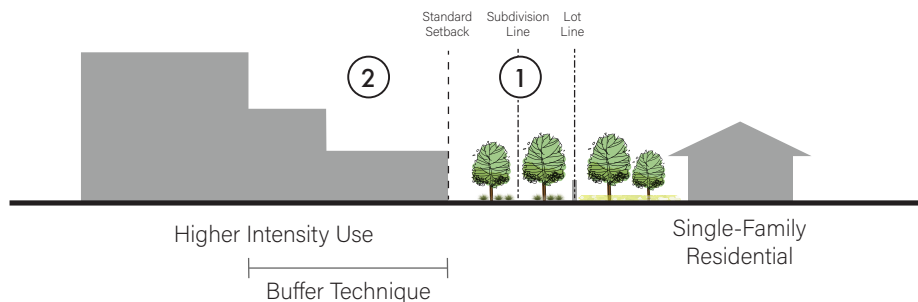 Standard
Setback
Subdivision
Line
Lot
Line
2
1
Higher Intensity Use
Single-Family
Residential
Buffer Technique